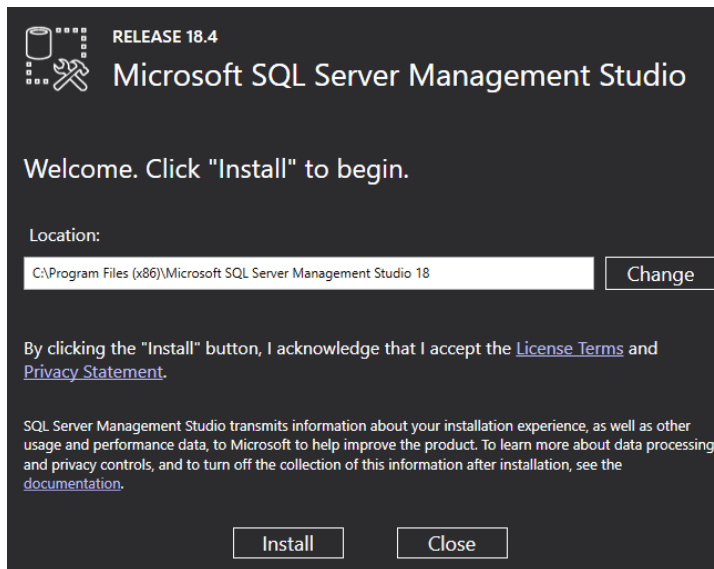 RELEASE 18.4
Microsoft SQL Server Management Studio
Welcome. Click "Install" to begin.
Location:
C:\Program Files (x86)\Microsoft SQL Server Management Studio 18
Change
By clicking the "Install" button, I acknowledge that I accept the License Terms and
Privacy Statement.
SQL Server Management Studio transmits information about your installation experience, as well as other
usage and performance data, to Microsoft to help improve the product. To learn more about data processing
and privacy controls, and to turn off the collection of this information after installation, see the
documentation.
Install
Close